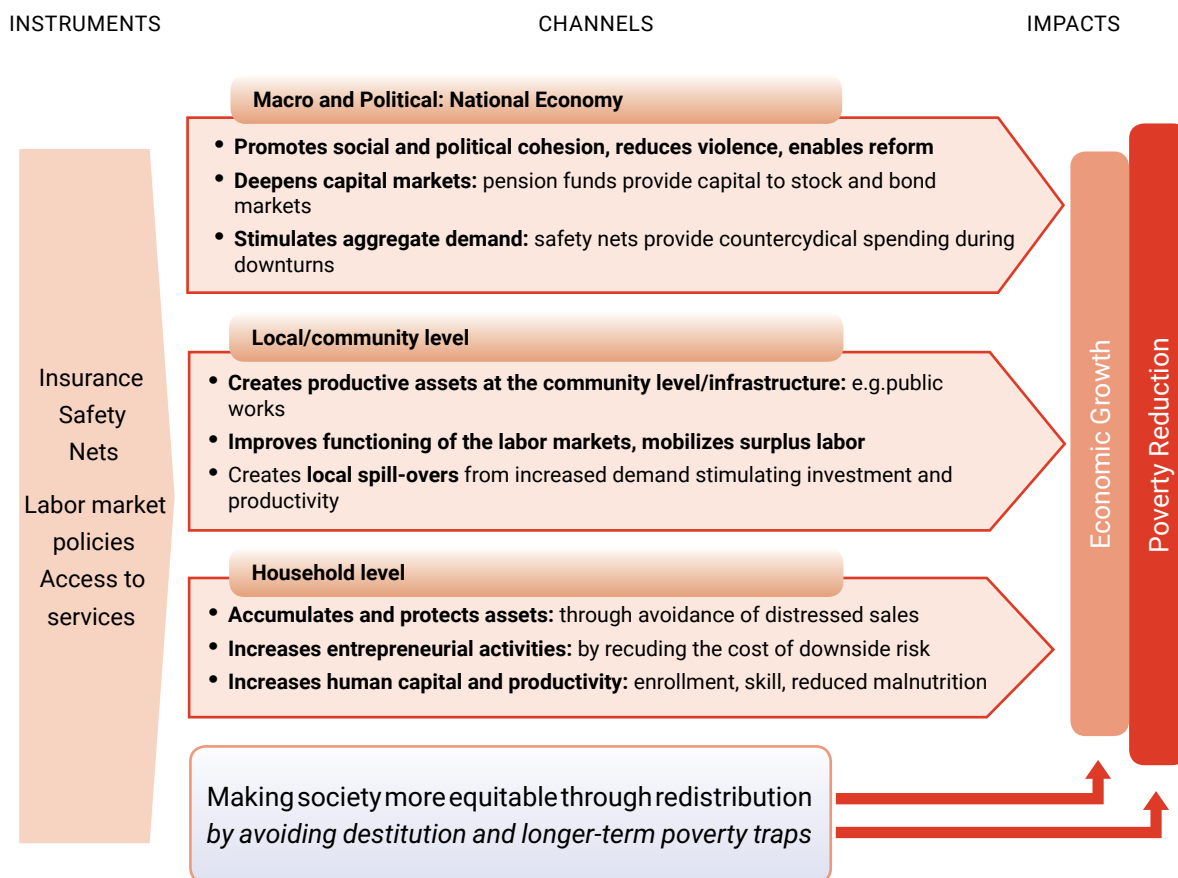 INSTRUMENTS
CHANNELS
IMPACTS
Macro and Political: National Economy
• Promotes social and political cohesion, reduces violence, enables reform
• Deepens capital markets: pension funds provide capital to stock and bond
markets
• Stimulates aggregate demand: safety nets provide countercydical spending during
downturns
Insurance
Safety
Nets
Labor market
policies
Access to
services
Local/community level
• Creates productive assets at the community level/infrastructure: e.g.public
works
• Improves functioning of the labor markets, mobilizes surplus labor
• Creates local spill-overs from increased demand stimulating investment and
productivity
Household level
• Accumulates and protects assets: through avoidance of distressed sales
• Increases entrepreneurial activities: by recuding the cost of downside risk
• Increases human capital and productivity: enrollment, skill, reduced malnutrition
Making society more equitable through redistribution
by avoiding destitution and longer-term poverty traps
Economic Growth
Poverty Reduction